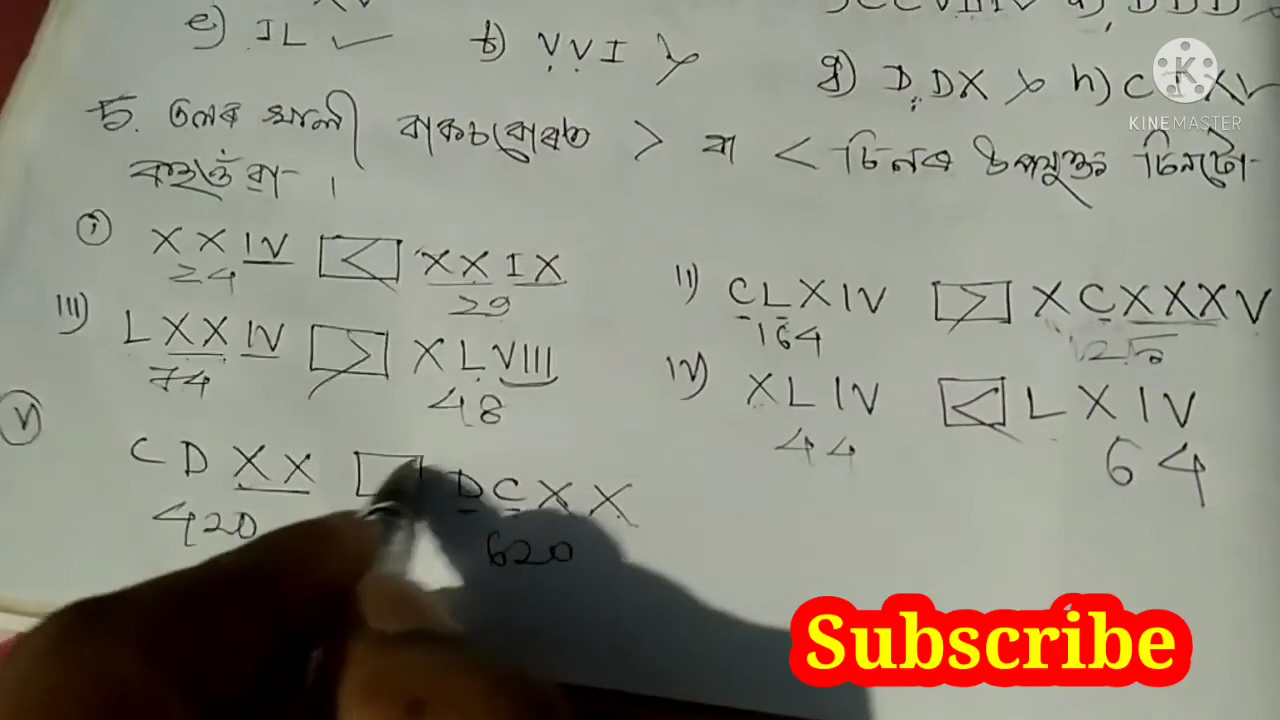 e) IL ✓ f) VVI
g) D DX h) C
KINEMASTER
5. তলৰ খালী বাকচবোৰত > বা < চিনৰ উপযুক্ত চিনটো
বহুওঁৱা- ।
i) XXIV < XXIX
24 29
II) CLXIV > XCXXXV
164
III) LXXIV > XLVIII
74 48
IV) XLIV < LXIV
44 64
V) CDXX DCXX
420 620
Subscribe